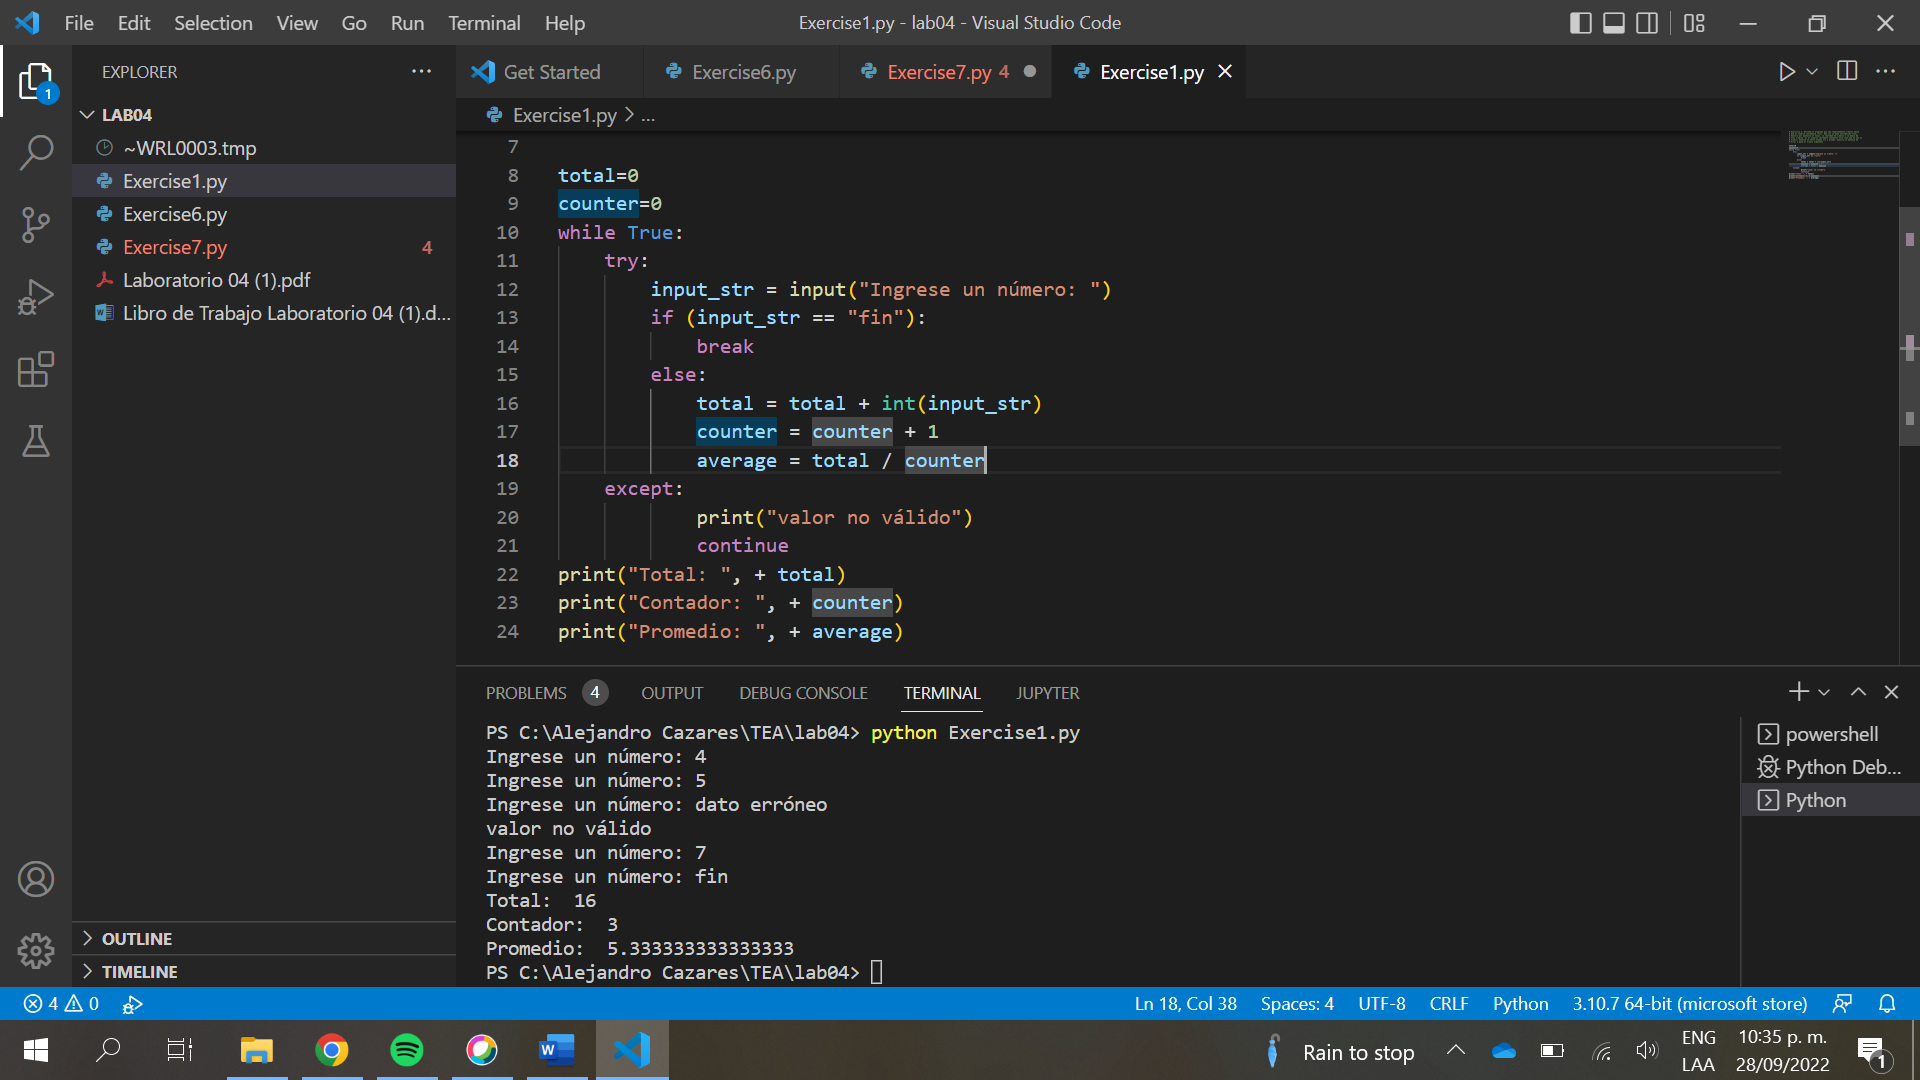 File Edit Selection View Go Run Terminal Help
Exercise1.py - lab04 - Visual Studio Code
1
EXPLORER
LAB04
~WRL0003.tmp
Exercise1.py
Exercise6.py
Exercise7.py 4
Laboratorio 04 (1).pdf
Libro de Trabajo Laboratorio 04 (1).d...
OUTLINE
TIMELINE
Get Started Exercise6.py Exercise7.py 4 Exercise1.py
Exercise1.py > ...
7
8 total=0
9 counter=0
10 while True:
11 try:
12 input_str = input("Ingrese un número: ")
13 if (input_str == "fin"):
14 break
15 else:
16 total = total + int(input_str)
17 counter = counter + 1
18 average = total / counter
19 except:
20 print("valor no válido")
21 continue
22 print("Total: ", + total)
23 print("Contador: ", + counter)
24 print("Promedio: ", + average)
PROBLEMS 4 OUTPUT DEBUG CONSOLE TERMINAL JUPYTER
PS C:\Alejandro Cazares\TEA\lab04> python Exercise1.py
Ingrese un número: 4
Ingrese un número: 5
Ingrese un número: dato erróneo
valor no válido
Ingrese un número: 7
Ingrese un número: fin
Total:  16
Contador:  3
Promedio:  5.333333333333333
PS C:\Alejandro Cazares\TEA\lab04>
powershell
Python Deb...
Python
4 0
Ln 18, Col 38 Spaces: 4 UTF-8 CRLF Python 3.10.7 64-bit (microsoft store)
Rain to stop
ENG
LAA
10:35 p. m.
28/09/2022
1